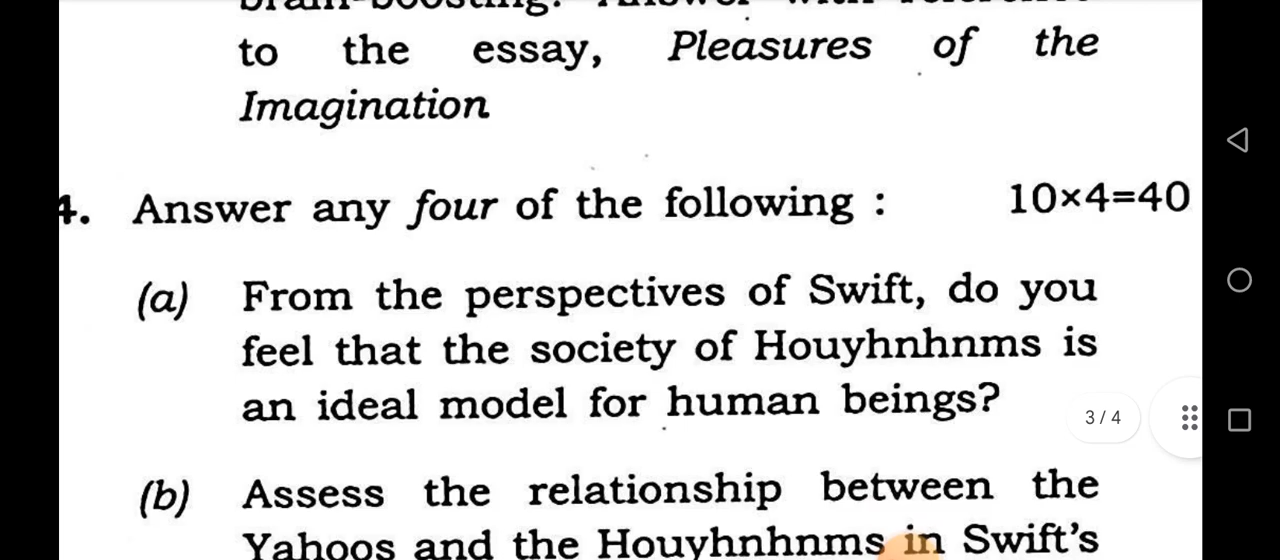 to the essay, Pleasures of the
Imagination
4. Answer any four of the following : 10×4=40
(a) From the perspectives of Swift, do you
feel that the society of Houyhnhnms is
an ideal model for human beings?
3 / 4
(b) Assess the relationship between the
Yahoos and the Houyhnhnms in Swift's